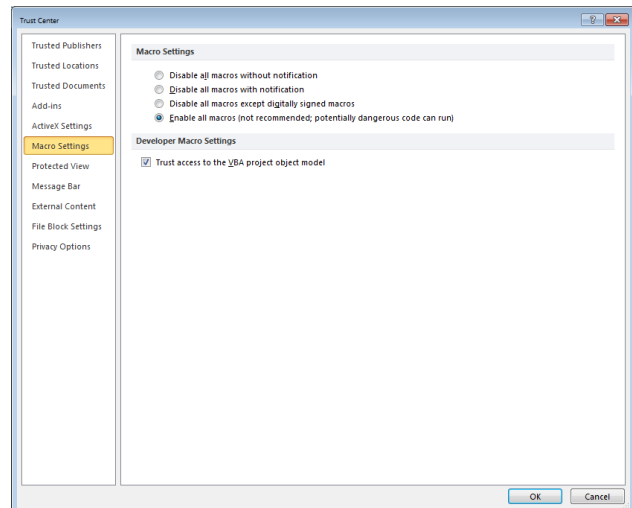 Trust Center
Trusted Publishers
Trusted Locations
Trusted Documents
Add-ins
ActiveX Settings
Macro Settings
Protected View
Message Bar
External Content
File Block Settings
Privacy Options
Macro Settings
Disable all macros without notification
Disable all macros with notification
Disable all macros except digitally signed macros
Enable all macros (not recommended; potentially dangerous code can run)
Developer Macro Settings
Trust access to the VBA project object model
OK
Cancel